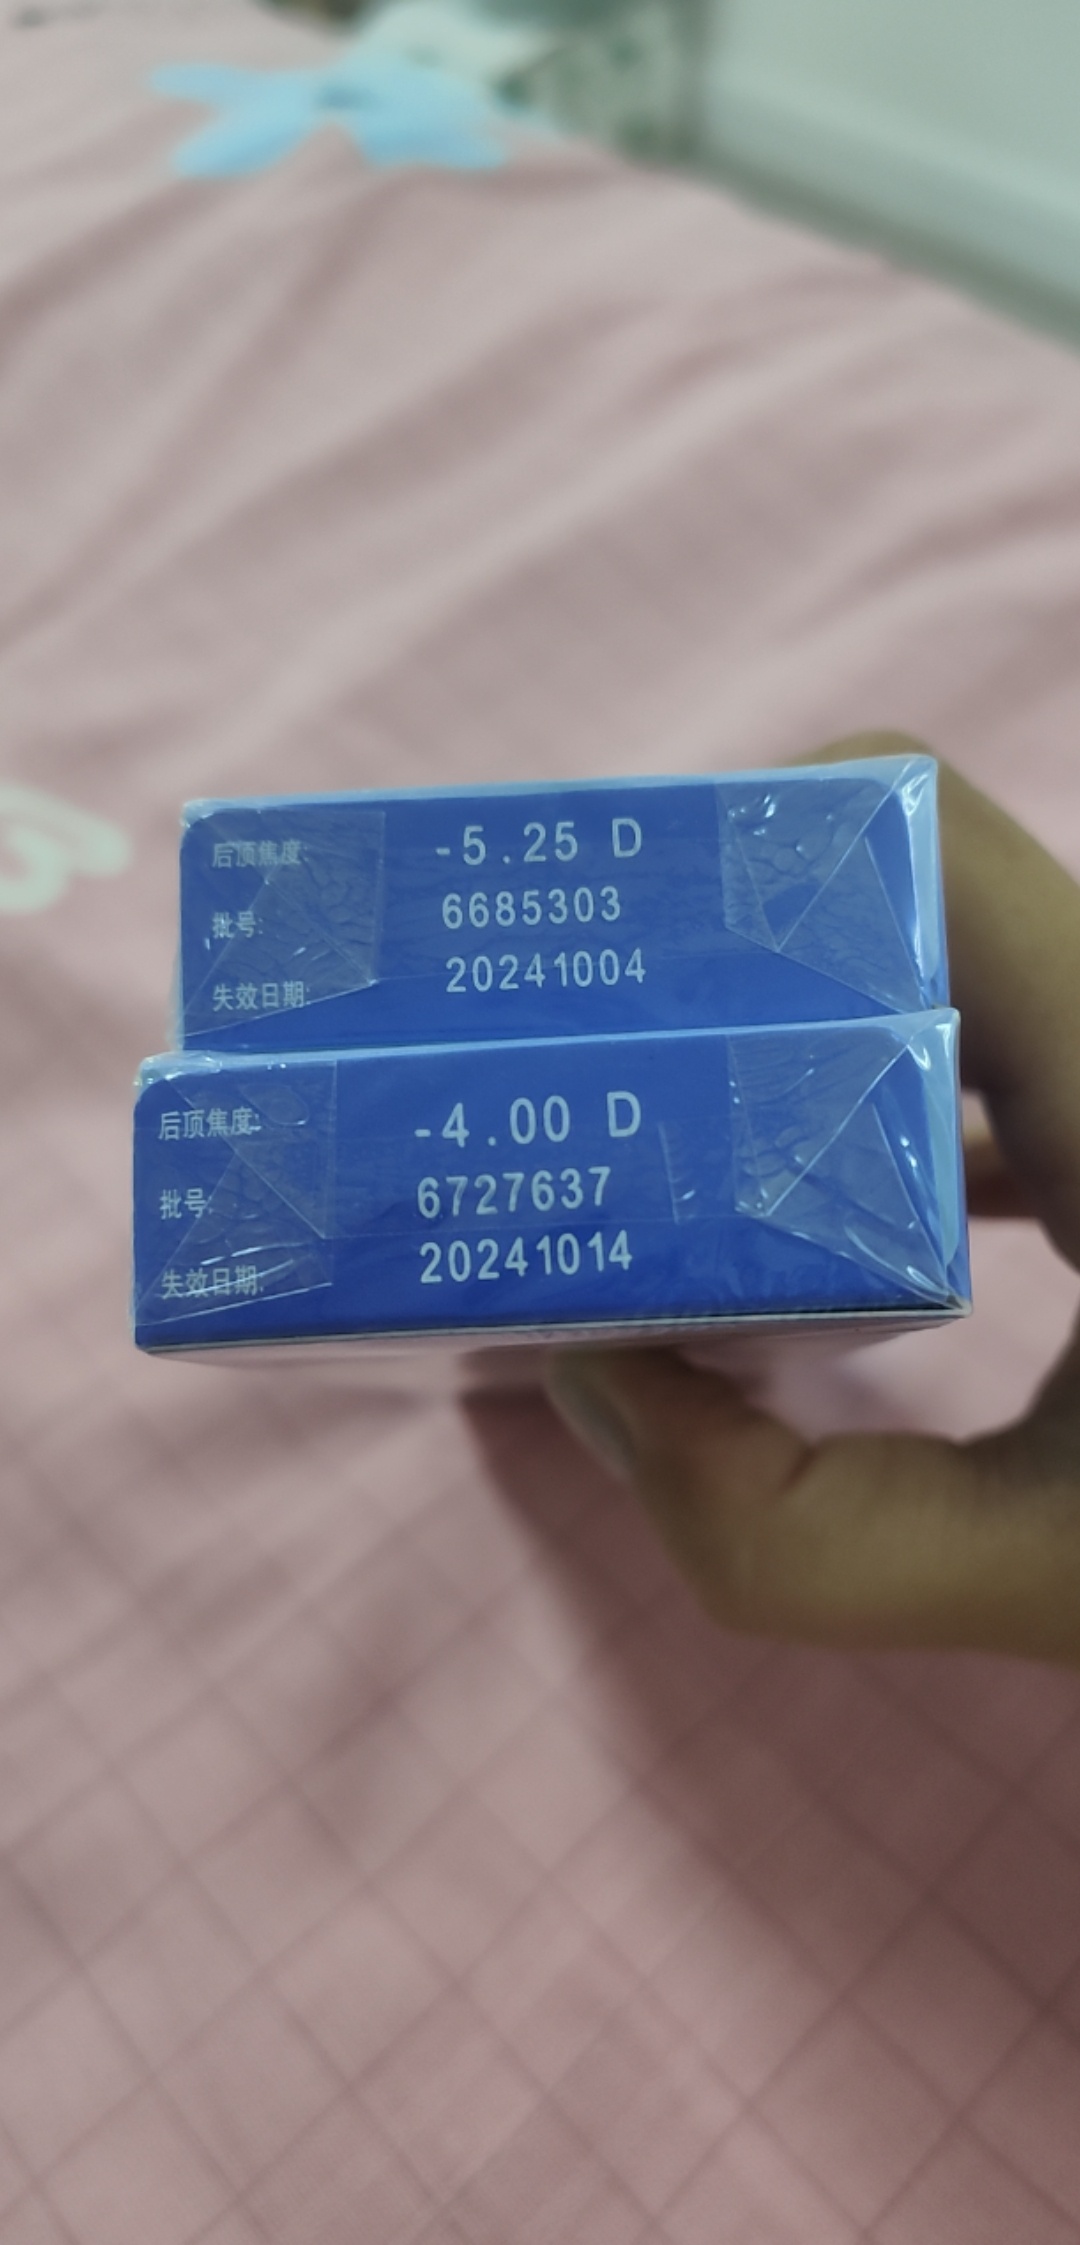 后顶焦度: -5.25 D
批号: 6685303
失效日期: 20241004
后顶焦度: -4.00 D
批号: 6727637
失效日期: 20241014